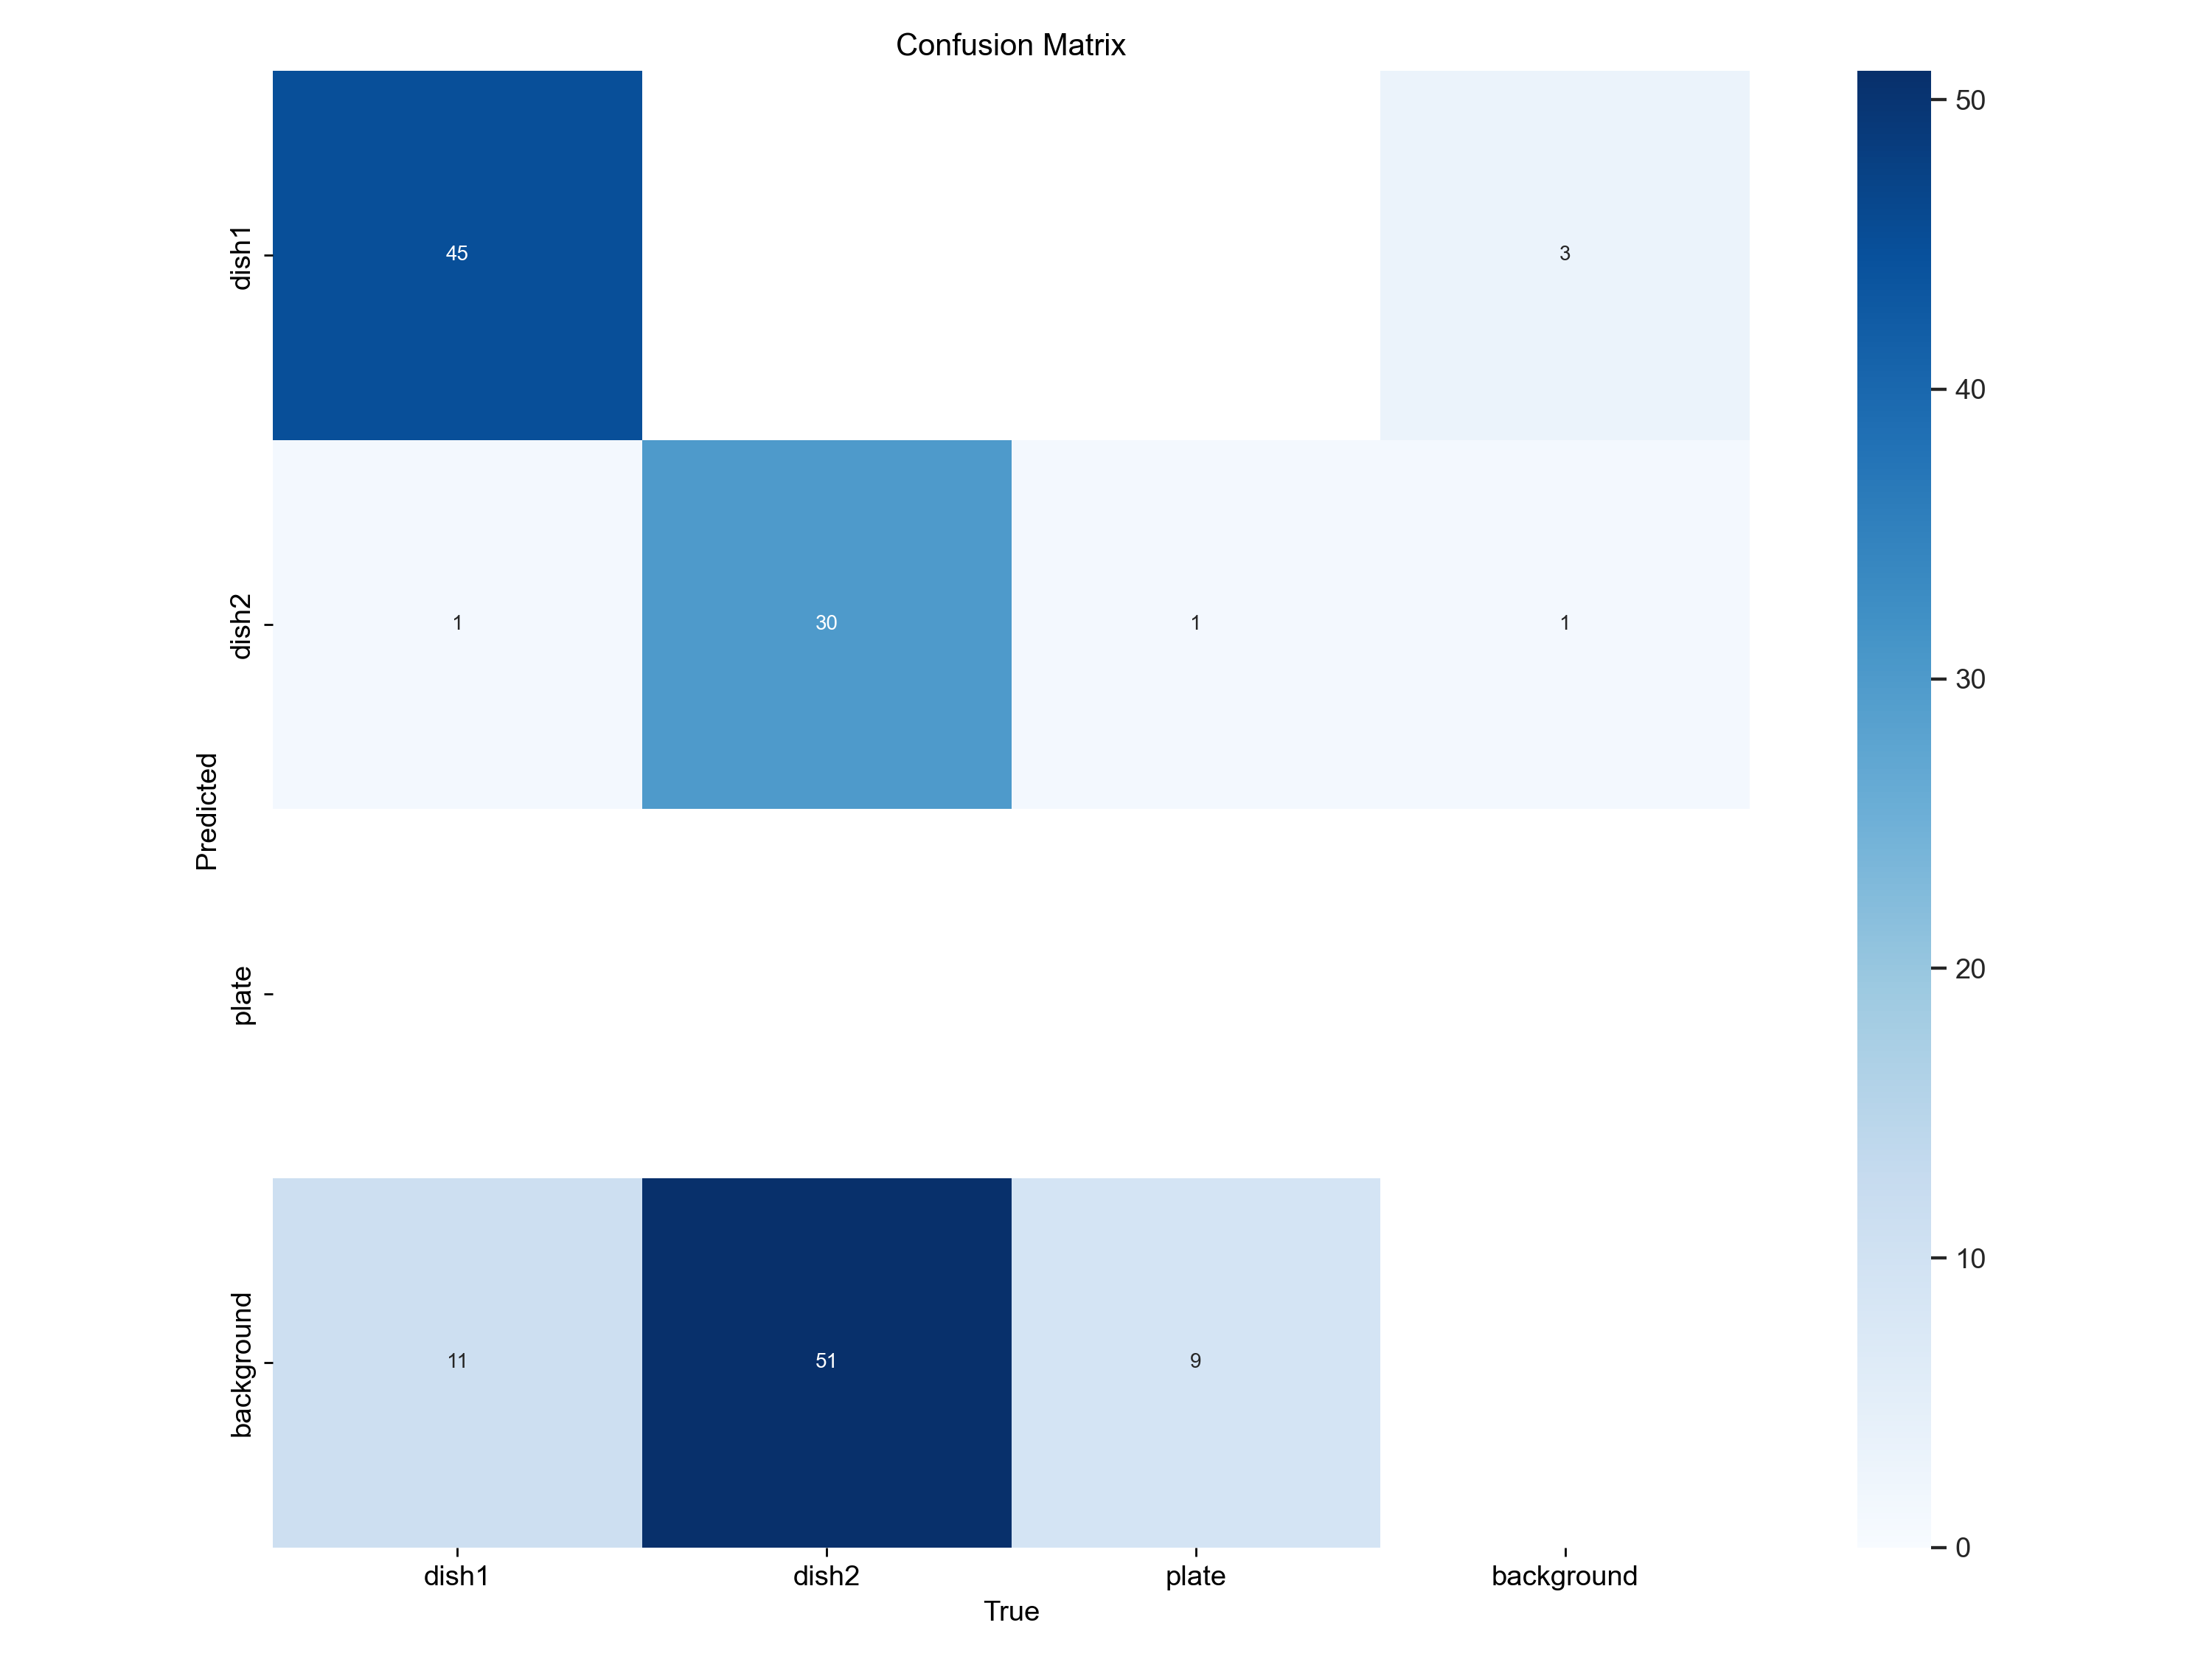 Confusion Matrix
dish1
45
3
dish2
1
30
1
1
Predicted
plate
background
11
51
9
dish1
dish2
plate
background
True
50
40
30
20
10
0